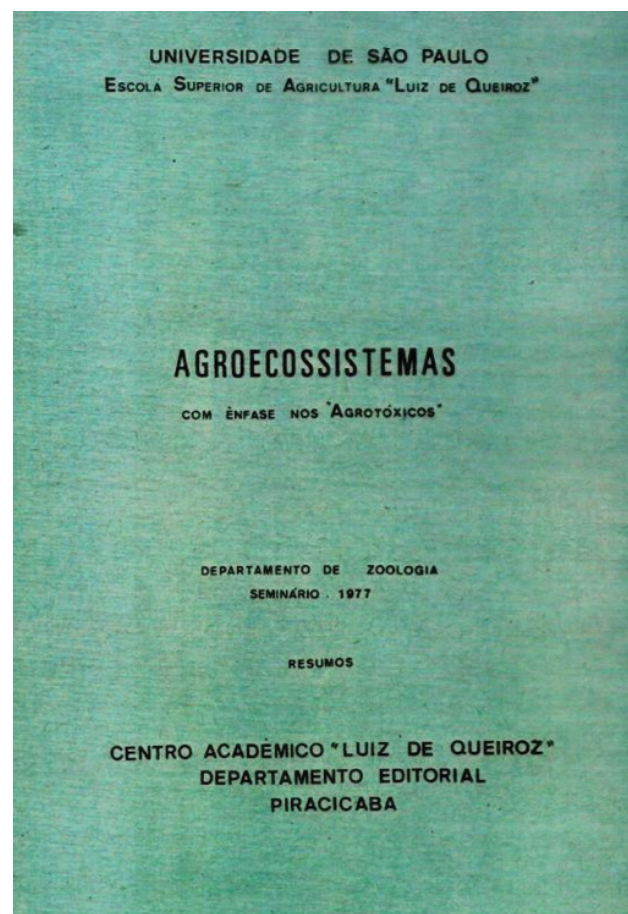 UNIVERSIDADE DE SÃO PAULO
ESCOLA SUPERIOR DE AGRICULTURA "LUIZ DE QUEIROZ"
AGROECOSSISTEMAS
COM ÊNFASE NOS "AGROTÓXICOS"
DEPARTAMENTO DE ZOOLOGIA
SEMINÁRIO . 1977
RESUMOS
CENTRO ACADÊMICO "LUIZ DE QUEIROZ"
DEPARTAMENTO EDITORIAL
PIRACICABA